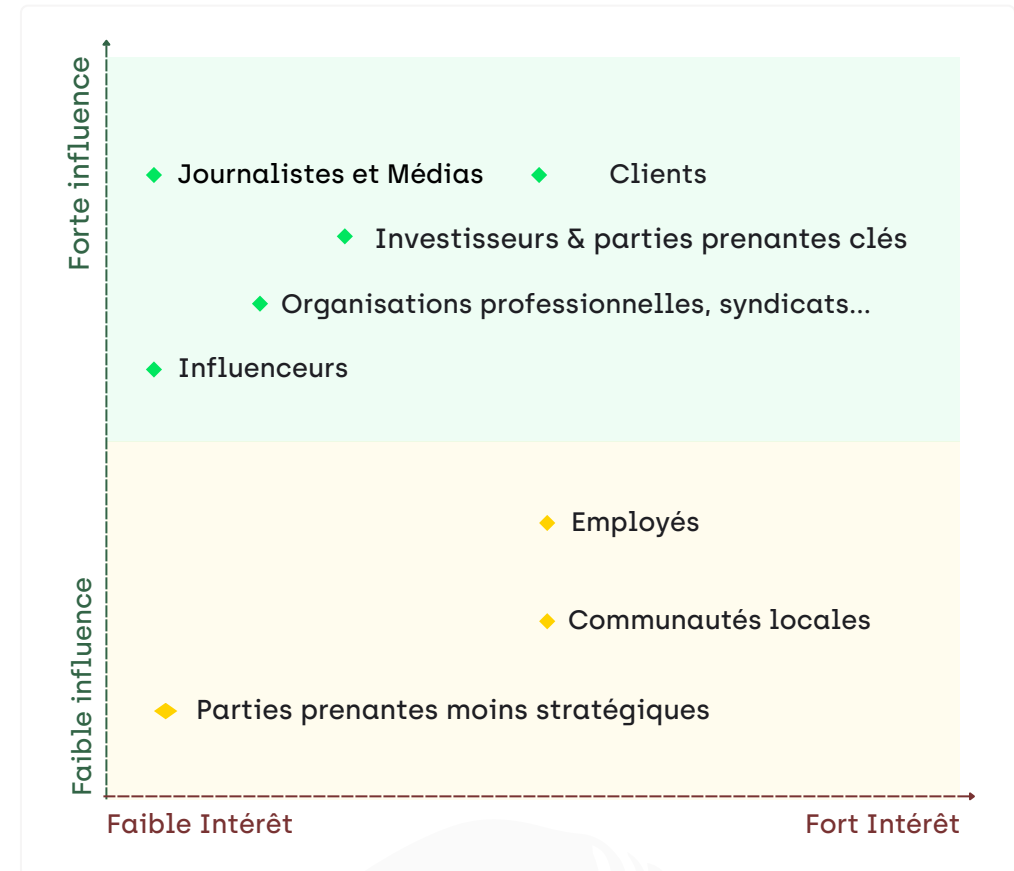 Forte influence
Journalistes et Médias
Clients
Investisseurs & parties prenantes clés
Organisations professionnelles, syndicats...
Influenceurs
Employés
Communautés locales
Parties prenantes moins stratégiques
Faible influence
Faible Intérêt
Fort Intérêt